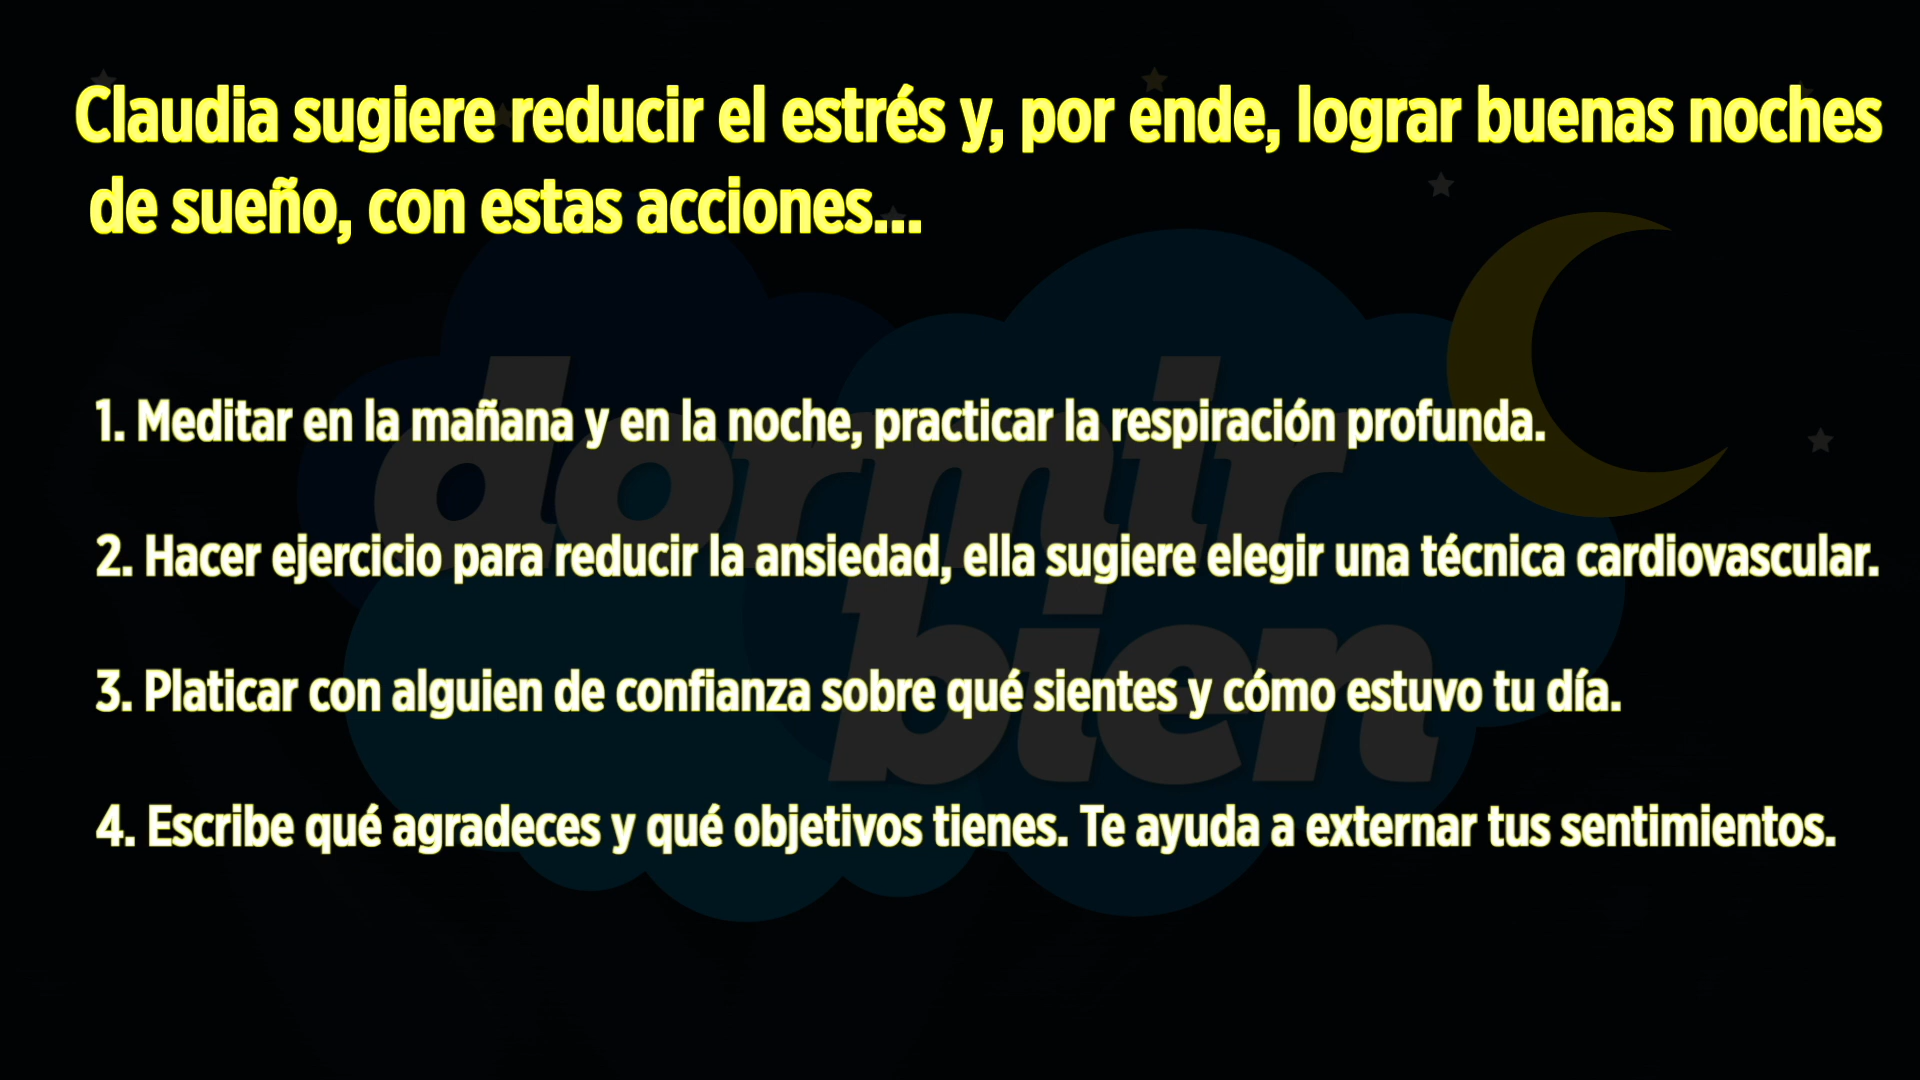 Claudia sugiere reducir el estrés y, por ende, lograr buenas noches
de sueño, con estas acciones...
1. Meditar en la mañana y en la noche, practicar la respiración profunda.
dormir
2. Hacer ejercicio para reducir la ansiedad, ella sugiere elegir una técnica cardiovascular.
3. Platicar con alguien de confianza sobre qué sientes y cómo estuvo tu día.
bien
4. Escribe qué agradeces y qué objetivos tienes. Te ayuda a externar tus sentimientos.